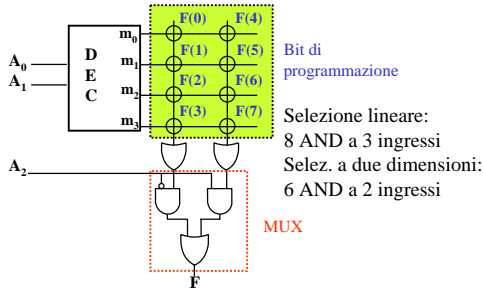 F(0) F(4)
m0
A0 D F(1) F(5) Bit di
A1 E m1 programmazione
C F(2) F(6)
m2
F(3) F(7) Selezione lineare:
m3 8 AND a 3 ingressi
Selez. a due dimensioni:
A2 6 AND a 2 ingressi
MUX
F